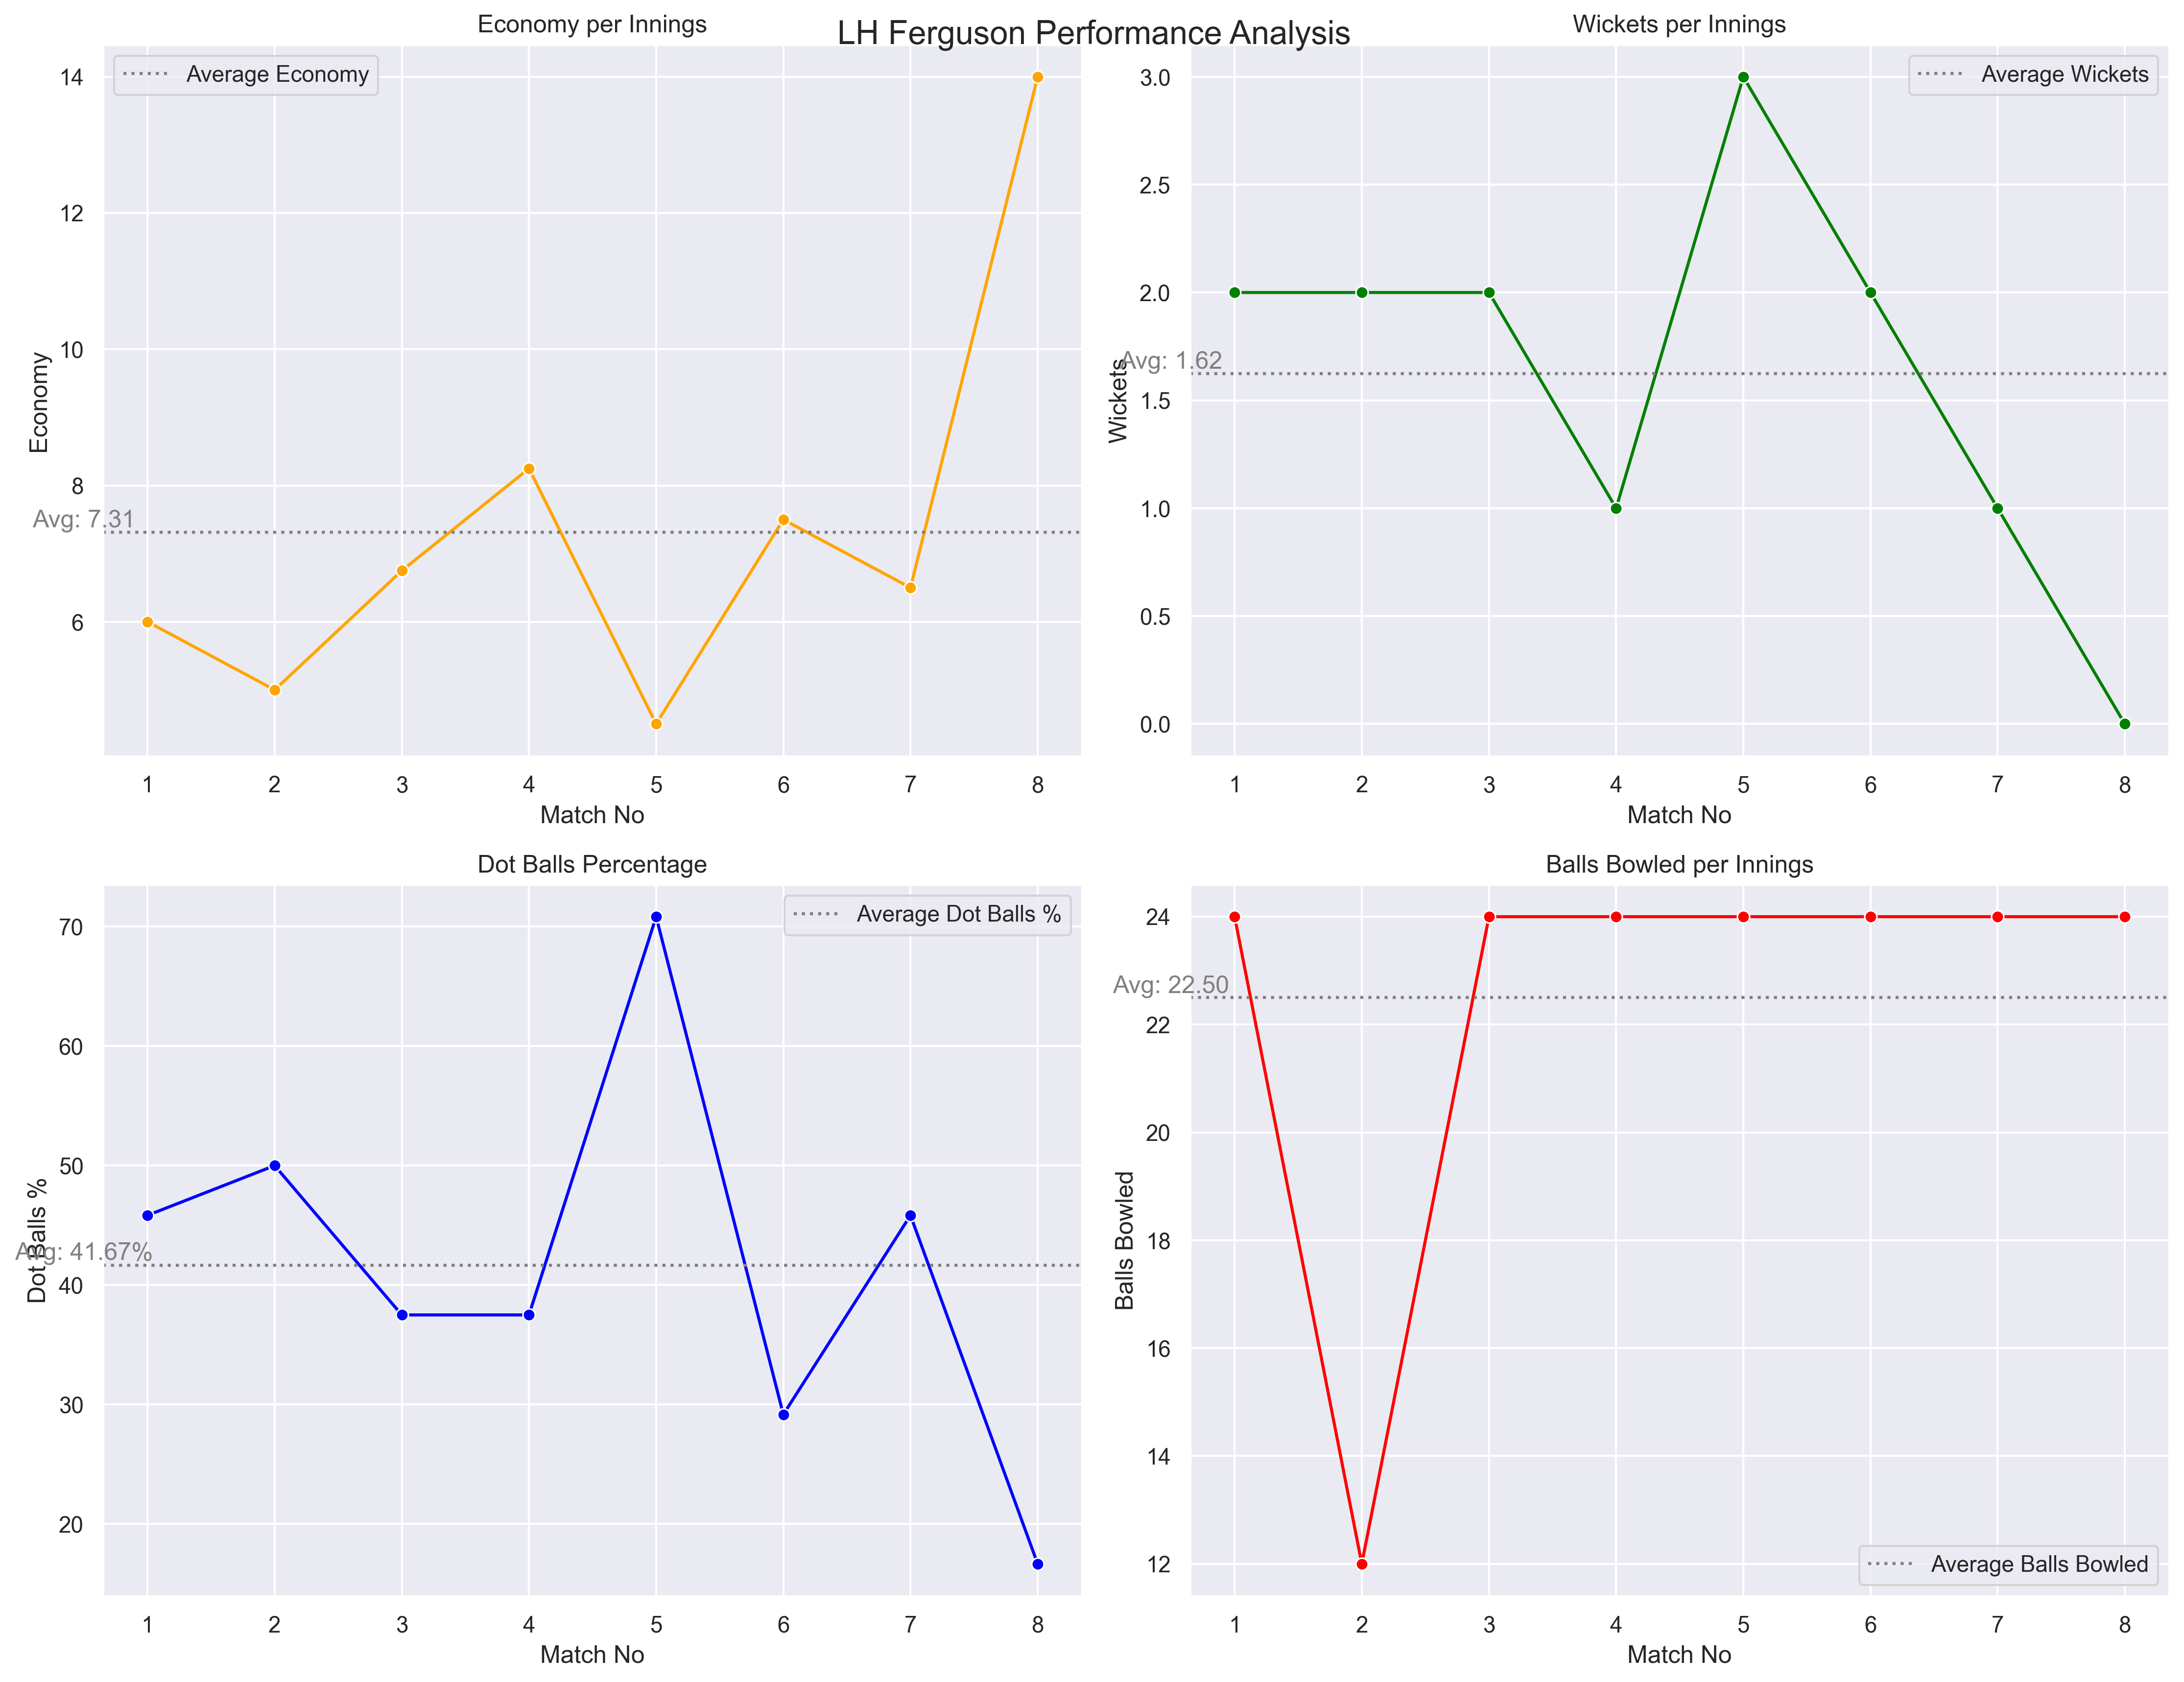 LH Ferguson Performance Analysis
Economy per Innings
Average Economy
14
12
10
8
6
Economy
Avg: 7.31
1 2 3 4 5 6 7 8
Match No
Wickets per Innings
Average Wickets
3.0
2.5
2.0
1.5
1.0
0.5
0.0
Wickets
Avg: 1.62
1 2 3 4 5 6 7 8
Match No
Dot Balls Percentage
Average Dot Balls %
70
60
50
40
30
20
Dot Balls %
Avg: 41.67%
1 2 3 4 5 6 7 8
Match No
Balls Bowled per Innings
24
22
20
18
16
14
12
Balls Bowled
Avg: 22.50
Average Balls Bowled
1 2 3 4 5 6 7 8
Match No